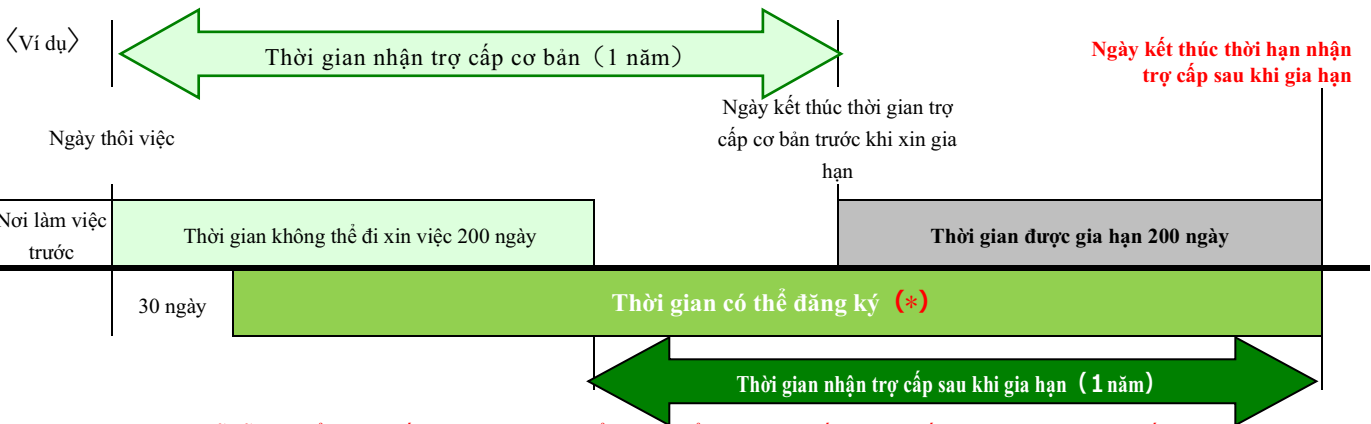 〈Ví dụ〉
Thời gian nhận trợ cấp cơ bản（1 năm）
Ngày kết thúc thời hạn nhận
trợ cấp sau khi gia hạn
Ngày thôi việc
Ngày kết thúc thời gian trợ
cấp cơ bản trước khi xin gia
hạn
Nơi làm việc
trước
Thời gian không thể đi xin việc 200 ngày
Thời gian được gia hạn 200 ngày
30 ngày
Thời gian có thể đăng ký（*）
Thời gian nhận trợ cấp sau khi gia hạn（1 năm）